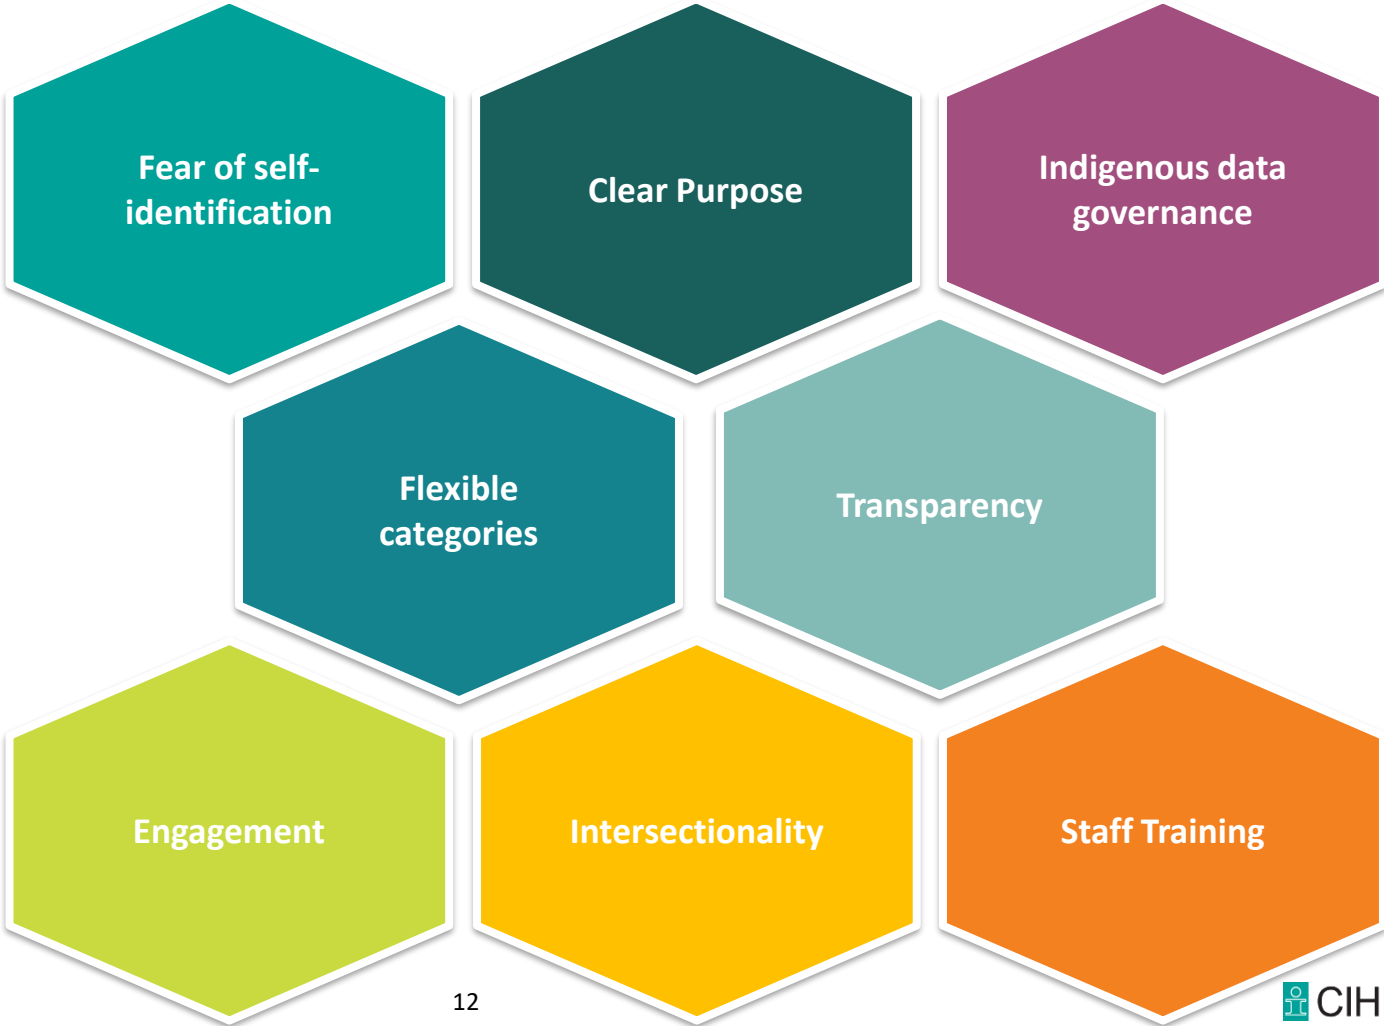 Fear of self-
identification
Clear Purpose
Indigenous data
governance
Flexible
categories
Transparency
Engagement
Intersectionality
Staff Training
12
CIH